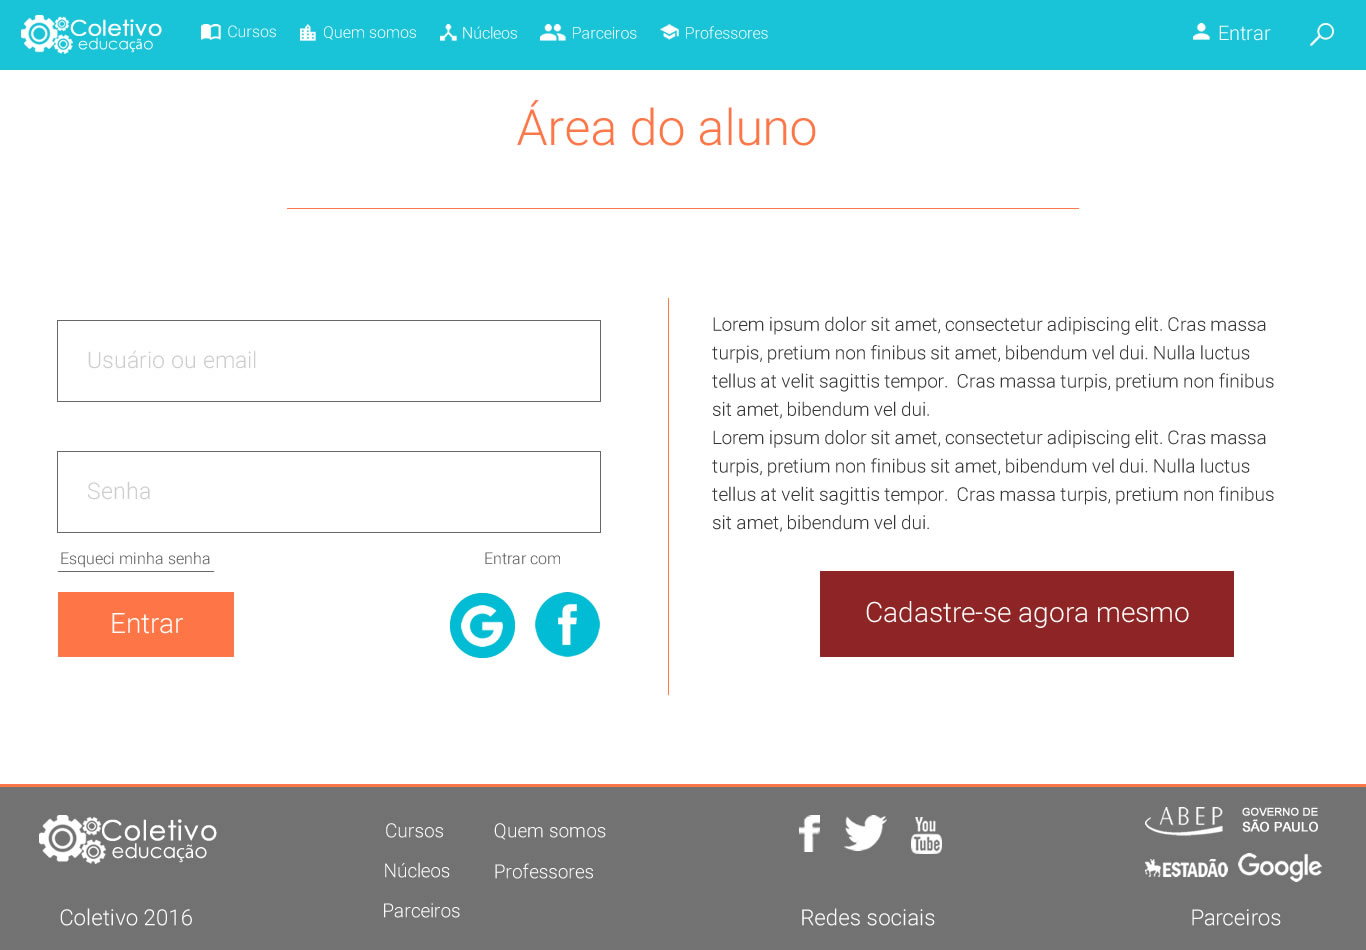 Coletivo
educação
Cursos
Quem somos
Núcleos
Parceiros
Professores
Entrar
Área do aluno
Usuário ou email
Senha
Esqueci minha senha
Entrar com
Entrar
G
f
Lorem ipsum dolor sit amet, consectetur adipiscing elit. Cras massa
turpis, pretium non finibus sit amet, bibendum vel dui. Nulla luctus
tellus at velit sagittis tempor.  Cras massa turpis, pretium non finibus
sit amet, bibendum vel dui.
Lorem ipsum dolor sit amet, consectetur adipiscing elit. Cras massa
turpis, pretium non finibus sit amet, bibendum vel dui. Nulla luctus
tellus at velit sagittis tempor.  Cras massa turpis, pretium non finibus
sit amet, bibendum vel dui.
Cadastre-se agora mesmo
Coletivo
educação
Coletivo 2016
Cursos
Núcleos
Parceiros
Quem somos
Professores
f
You
Tube
Redes sociais
ABEP
GOVERNO DE
SÃO PAULO
ESTADÃO
Google
Parceiros